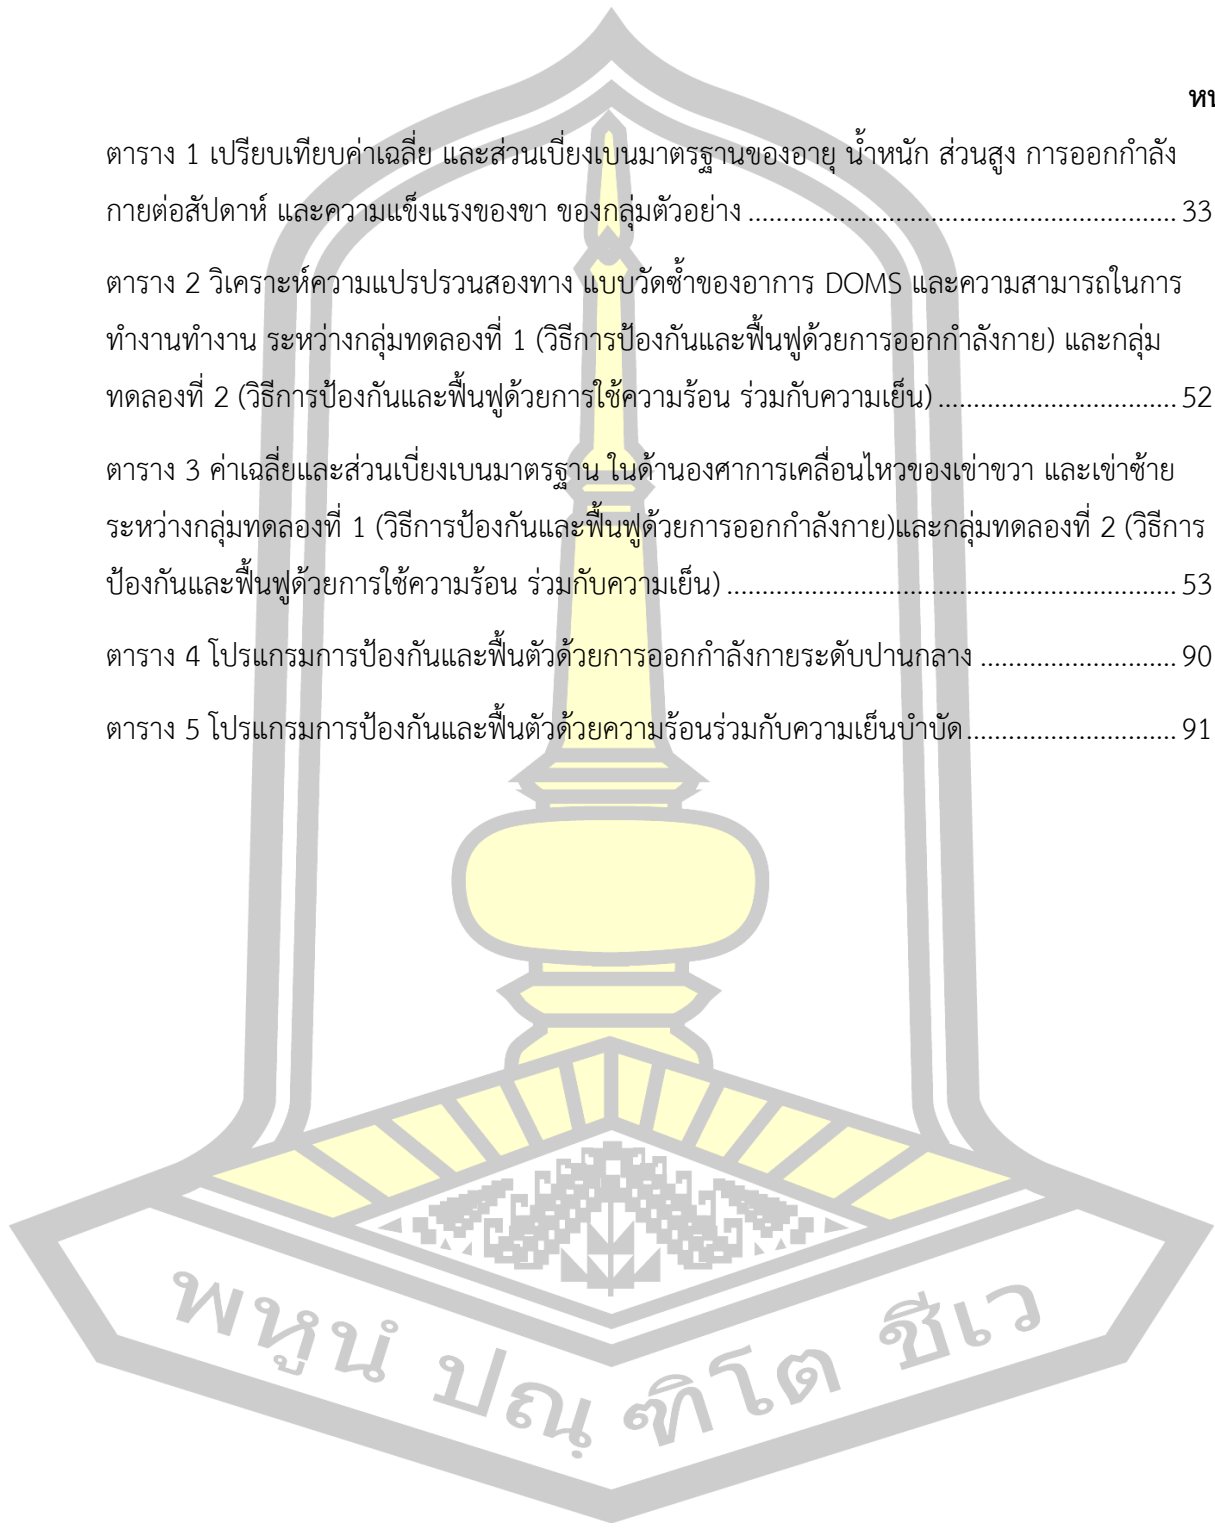 ตาราง 1 เปรียบเทียบค่าเฉลี่ย และส่วนเบี่ยงเบนมาตรฐานของอายุ น้ำหนัก ส่วนสูง การออกกำลัง
กายต่อสัปดาห์ และความแข็งแรงของขา ของกลุ่มตัวอย่าง ............................................................ 33
ตาราง 2 วิเคราะห์ความแปรปรวนสองทาง แบบวัดซ้ำของอาการ DOMS และความสามารถในการ
ทำงานทำงาน ระหว่างกลุ่มทดลองที่ 1 (วิธีการป้องกันและฟื้นฟูด้วยการออกกำลังกาย) และกลุ่ม
ทดลองที่ 2 (วิธีการป้องกันและฟื้นฟูด้วยการใช้ความร้อน ร่วมกับความเย็น) .................................. 52
ตาราง 3 ค่าเฉลี่ยและส่วนเบี่ยงเบนมาตรฐาน ในด้านองศาการเคลื่อนไหวของเข่าขวา และเข่าซ้าย
ระหว่างกลุ่มทดลองที่ 1 (วิธีการป้องกันและฟื้นฟูด้วยการออกกำลังกาย)และกลุ่มทดลองที่ 2 (วิธีการ
ป้องกันและฟื้นฟูด้วยการใช้ความร้อน ร่วมกับความเย็น) ................................................................ 53
ตาราง 4 โปรแกรมการป้องกันและฟื้นตัวด้วยการออกกำลังกายระดับปานกลาง ............................ 90
ตาราง 5 โปรแกรมการป้องกันและฟื้นตัวด้วยความร้อนร่วมกับความเย็นบำบัด .............................. 91
พหูนํ ปณฺฑิโต ชีเว